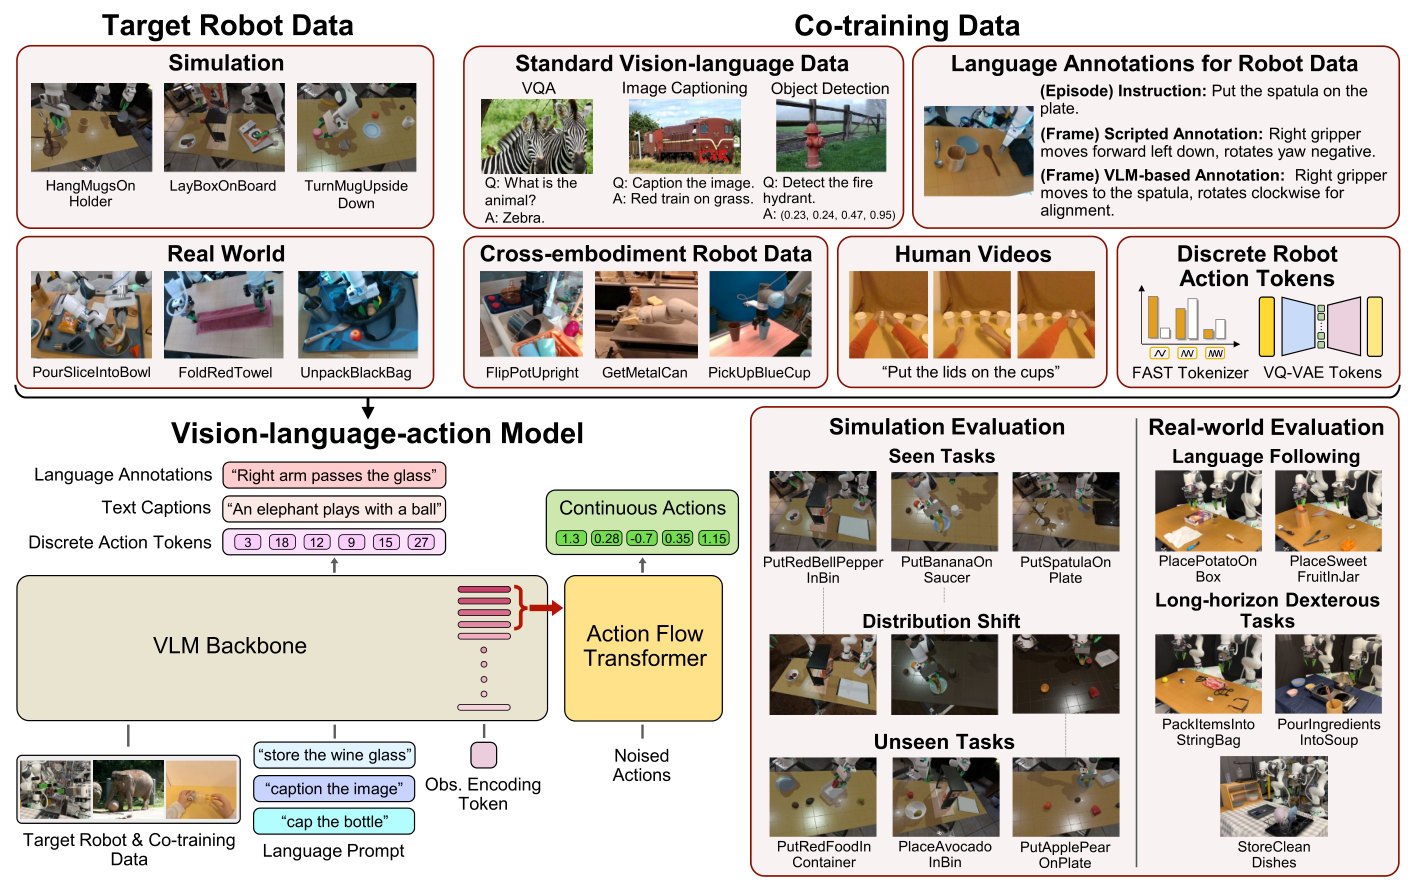 Target Robot Data
Co-training Data
Simulation
HangMugsOn
Holder
LayBoxOnBoard
TurnMugUpside
Down
Standard Vision-language Data
VQA
Image Captioning
Object Detection
Q: What is the
animal?
A: Zebra.
Q: Caption the image.
A: Red train on grass.
Q: Detect the fire
hydrant.
A: (0.23, 0.24, 0.47, 0.95)
Language Annotations for Robot Data
(Episode) Instruction: Put the spatula on the
plate.
(Frame) Scripted Annotation: Right gripper
moves forward left down, rotates yaw negative.
(Frame) VLM-based Annotation: Right gripper
moves to the spatula, rotates clockwise for
alignment.
Real World
PourSliceIntoBowl
FoldRedTowel
UnpackBlackBag
Cross-embodiment Robot Data
FlipPotUpright
GetMetalCan
PickUpBlueCup
Human Videos
“Put the lids on the cups”
Discrete Robot
Action Tokens
FAST Tokenizer
VQ-VAE Tokens
Vision-language-action Model
Language Annotations
“Right arm passes the glass”
Text Captions
“An elephant plays with a ball”
Discrete Action Tokens
3 18 12 9 15 27
Continuous Actions
1.3 0.28 -0.7 0.35 1.15
VLM Backbone
Action Flow
Transformer
Target Robot & Co-training
Data
“store the wine glass”
“caption the image”
“cap the bottle”
Language Prompt
Obs. Encoding
Token
Noised
Actions
Simulation Evaluation
Seen Tasks
PutRedBellPepper
InBin
PutBananaOn
Saucer
PutSpatulaOn
Plate
Distribution Shift
Unseen Tasks
PutRedFoodIn
Container
PlaceAvocado
InBin
PutApplePear
OnPlate
Real-world Evaluation
Language Following
PlacePotatoOn
Box
PlaceSweet
FruitInJar
Long-horizon Dexterous
Tasks
PackItemsInto
StringBag
PourIngredients
IntoSoup
StoreClean
Dishes